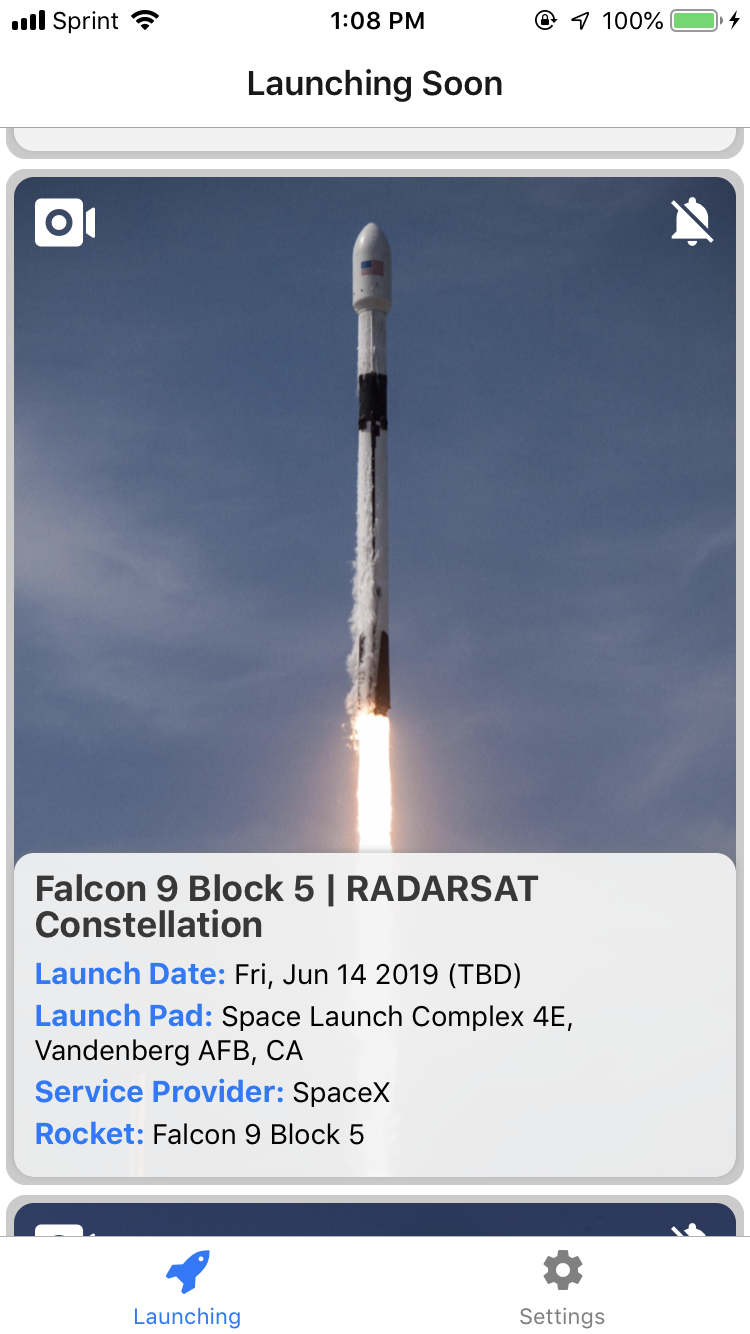 Sprint 1:08 PM 100%
Launching Soon
Falcon 9 Block 5 | RADARSAT
Constellation
Launch Date: Fri, Jun 14 2019 (TBD)
Launch Pad: Space Launch Complex 4E,
Vandenberg AFB, CA
Service Provider: SpaceX
Rocket: Falcon 9 Block 5
Launching Settings